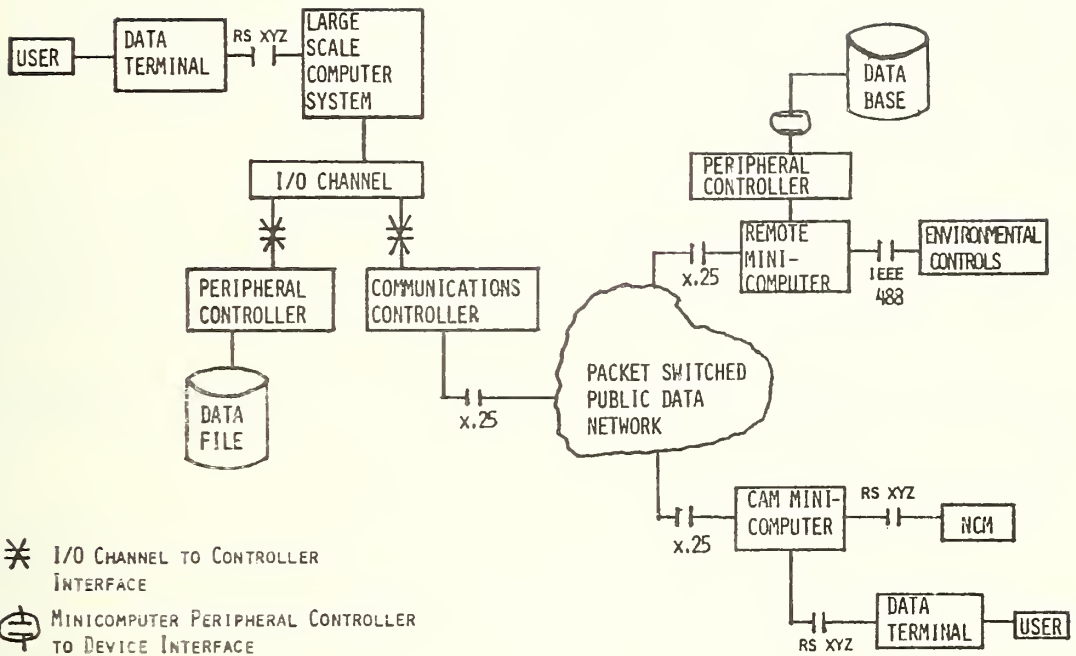 USER
DATA
TERMINAL
RS XYZ
LARGE
SCALE
COMPUTER
SYSTEM
I/O CHANNEL
PERIPHERAL
CONTROLLER
COMMUNICATIONS
CONTROLLER
DATA
FILE
x.25
PACKET SWITCHED
PUBLIC DATA
NETWORK
DATA
BASE
PERIPHERAL
CONTROLLER
x.25
REMOTE
MINI-
COMPUTER
IEEE
488
ENVIRONMENTAL
CONTROLS
x.25
CAM MINI-
COMPUTER
RS XYZ
NCM
RS XYZ
DATA
TERMINAL
USER
I/O CHANNEL TO CONTROLLER
INTERFACE
MINICOMPUTER PERIPHERAL CONTROLLER
TO DEVICE INTERFACE